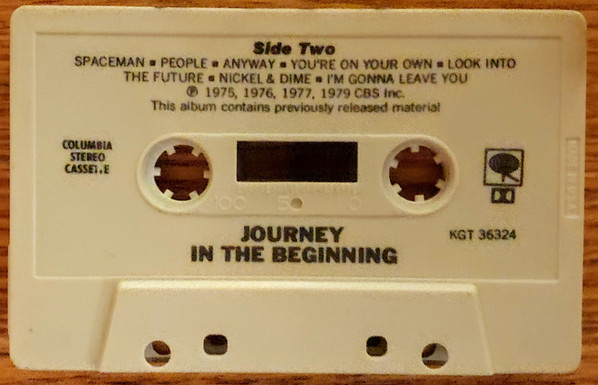 Side Two
SPACEMAN ▪ PEOPLE ▪ ANYWAY ▪ YOU'RE ON YOUR OWN ▪ LOOK INTO
THE FUTURE ▪ NICKEL & DIME ▪ I'M GONNA LEAVE YOU
℗ 1975, 1976, 1977, 1979 CBS Inc.
This album contains previously released material
COLUMBIA
STEREO
CASSETTE
100 50 0
JOURNEY
IN THE BEGINNING
KGT 36324